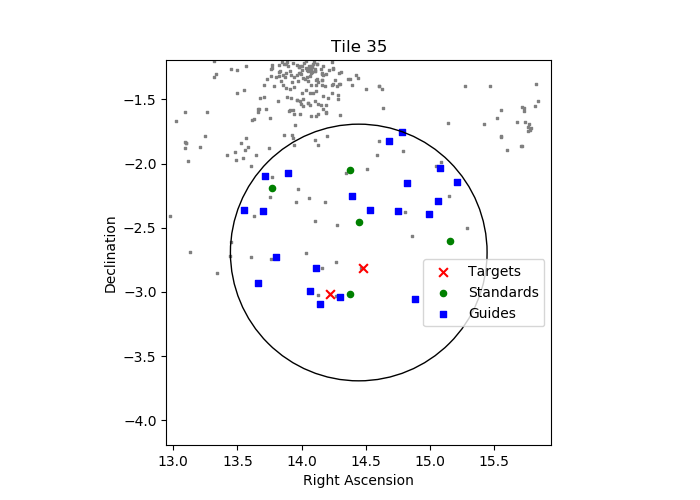 Tile 35
−1.5
−2.0
−2.5
−3.0
−3.5
−4.0
Declination
Targets
Standards
Guides
13.0 13.5 14.0 14.5 15.0 15.5
Right Ascension